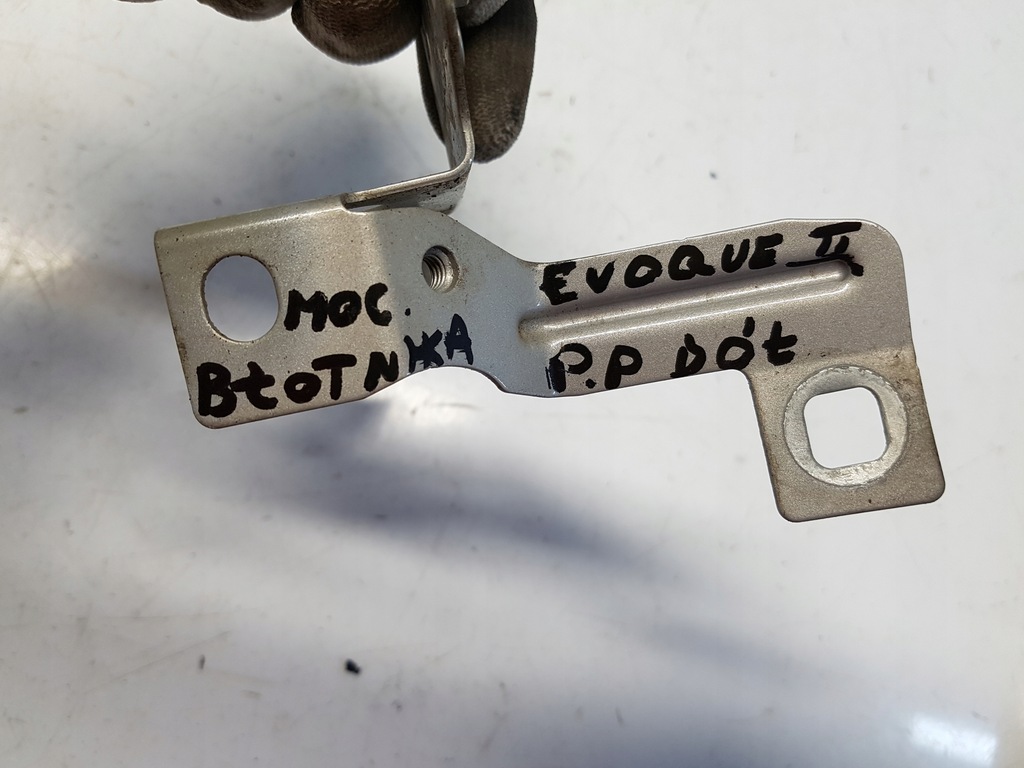 MOC.
BŁOTNIKA
EVOQUE II
P.P DÓŁ